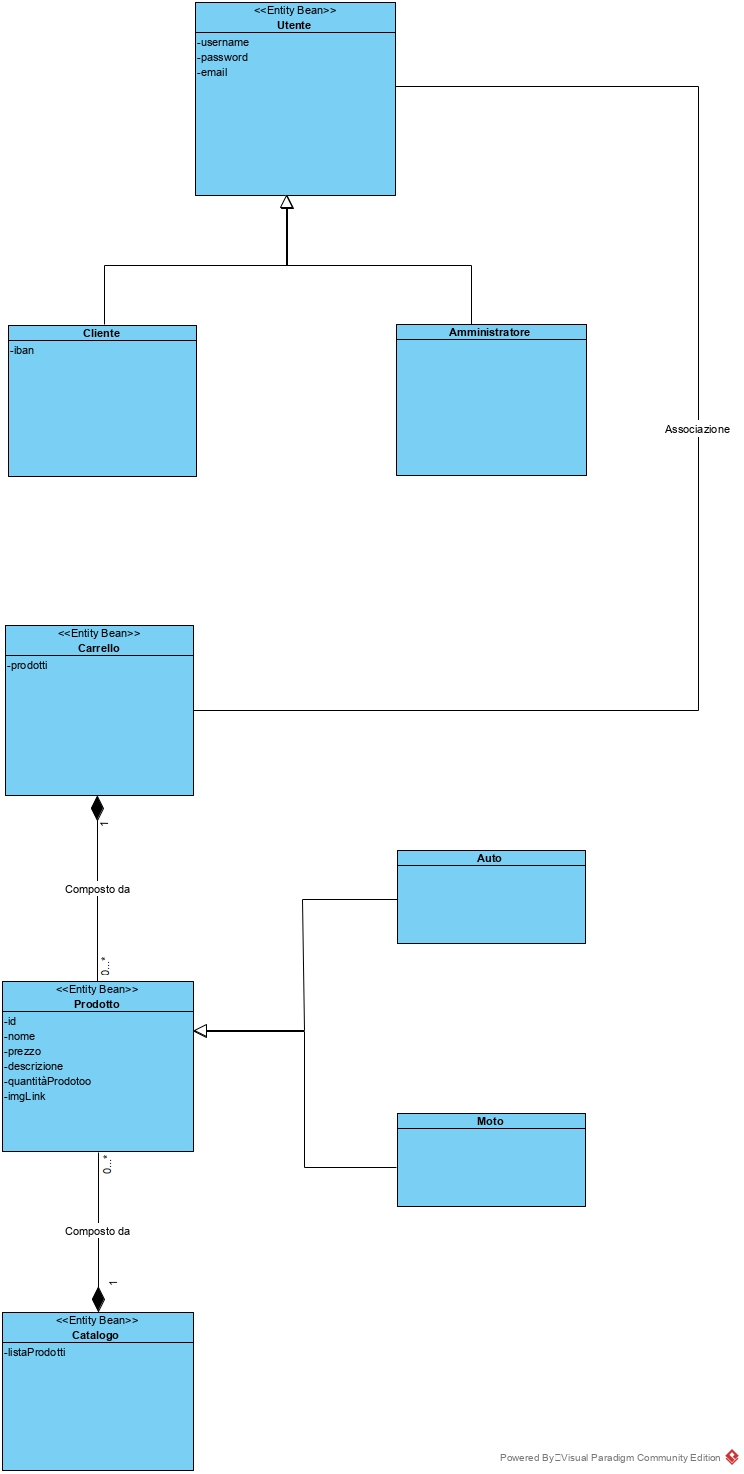 <<Entity Bean>>
Utente
-username
-password
-email
Cliente
-iban
Amministratore
Associazione
<<Entity Bean>>
Carrello
-prodotti
1
Composto da
0...*
Auto
<<Entity Bean>>
Prodotto
-id
-nome
-prezzo
-descrizione
-quantitàProdotoo
-imgLink
Moto
0...*
Composto da
1
<<Entity Bean>>
Catalogo
-listaProdotti
Powered By Visual Paradigm Community Edition